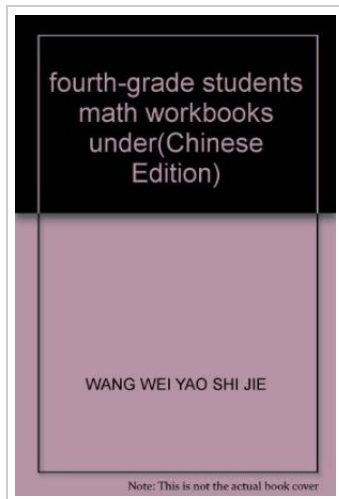 fourth-grade students
math workbooks
under(Chinese
Edition)
WANG WEI YAO SHI JIE
Note: This is not the actual book cover